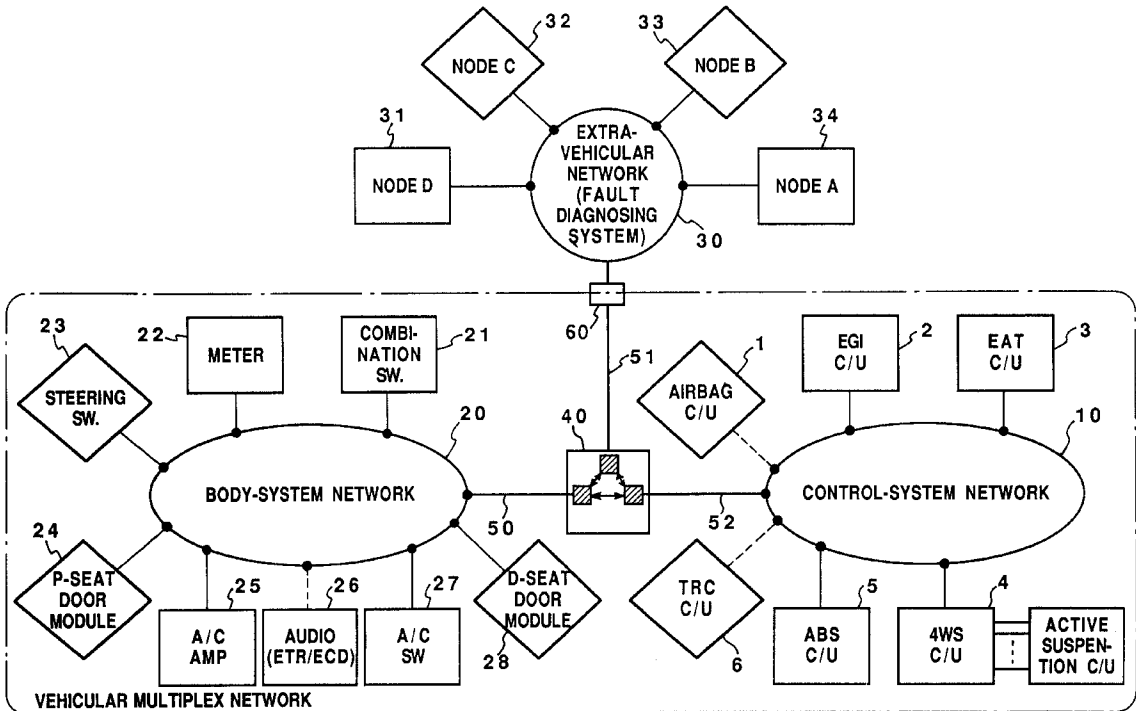 32
33
NODE C
NODE B
31
34
NODE D
EXTRA-
VEHICULAR
NETWORK
(FAULT
DIAGNOSING
SYSTEM)
NODE A
30
60
23
22
METER
COMBI-
NATION
SW.
21
51
1
EGI
C/U
2
EAT
C/U
3
STEERING
SW.
20
40
AIRBAG
C/U
10
BODY-SYSTEM NETWORK
CONTROL-SYSTEM NETWORK
50
52
24
P-SEAT
DOOR
MODULE
25
26
27
D-SEAT
DOOR
MODULE
28
TRC
C/U
6
5
4
A/C
AMP
AUDIO
(ETR/ECD)
A/C
SW
ABS
C/U
4WS
C/U
ACTIVE
SUSPEN-
TION C/U
VEHICULAR MULTIPLEX NETWORK